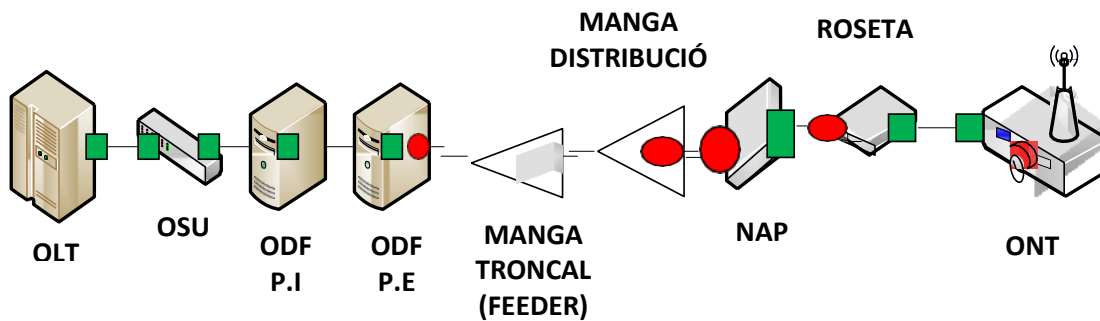 MANGA
DISTRIBUCIÓ
ROSETA
OLT
OSU
ODF
P.I
ODF
P.E
MANGA
TRONCAL
(FEEDER)
NAP
ONT